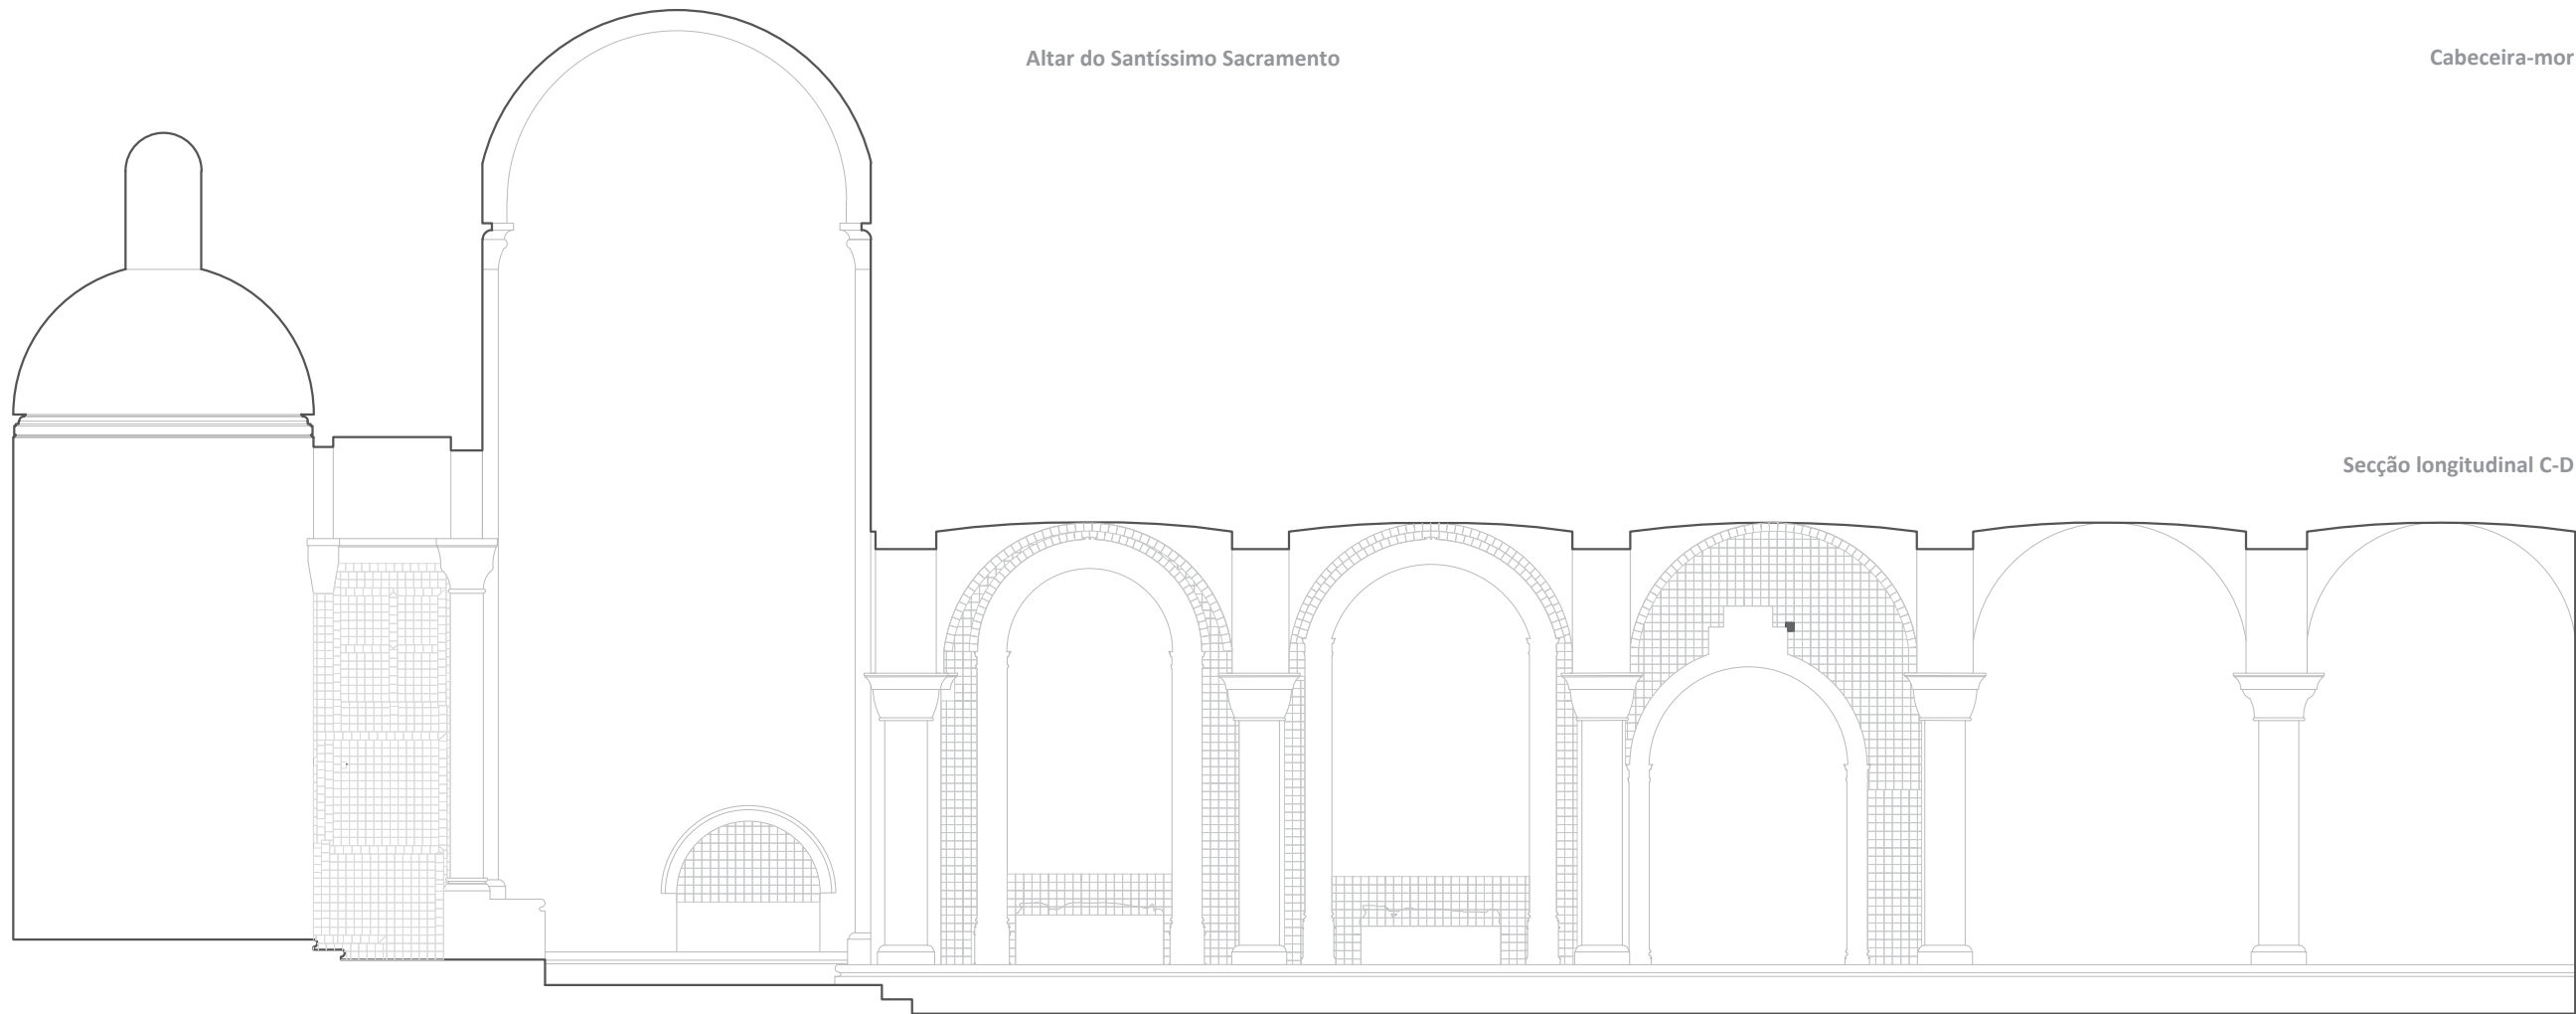 Altar do Santíssimo Sacramento
Cabeceira-mor
Secção longitudinal C-D